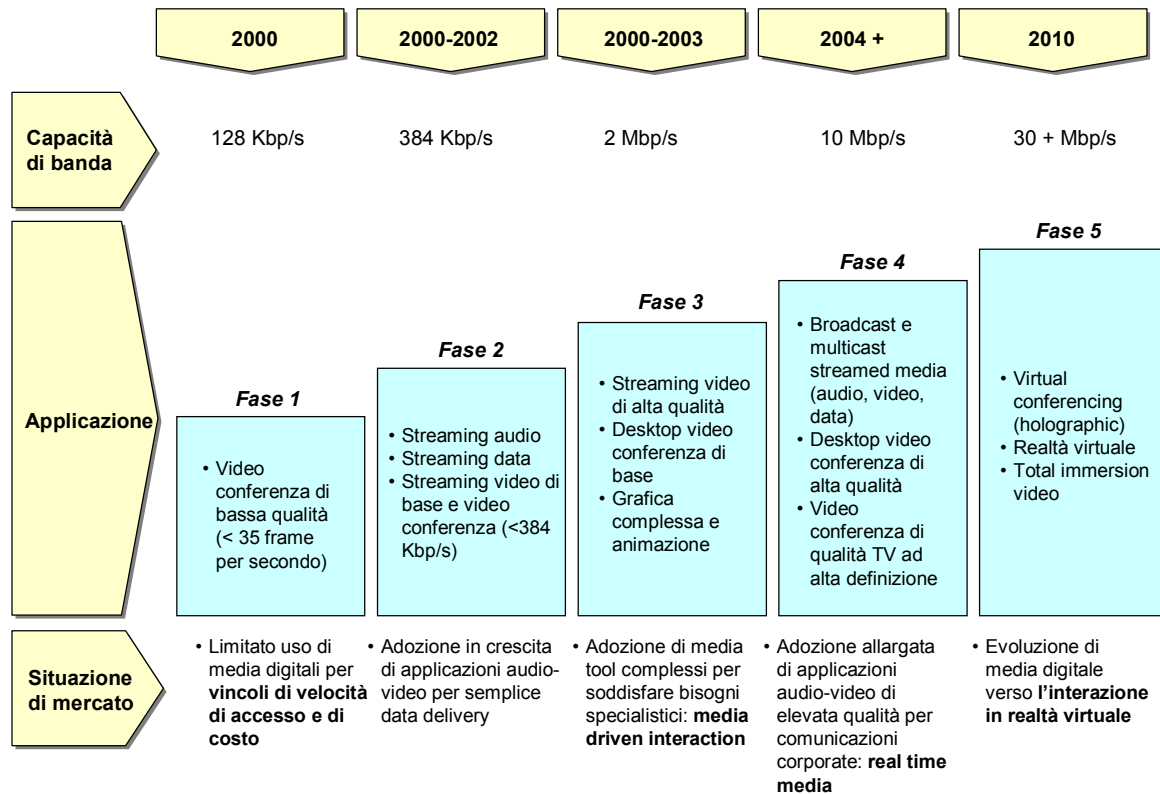 2000
2000-2002
2000-2003
2004 +
2010
Capacità
di banda
128 Kbp/s
384 Kbp/s
2 Mbp/s
10 Mbp/s
30 + Mbp/s
Applicazione
Fase 1
• Video
conferenza di
bassa qualità
(< 35 frame
per secondo)
Fase 2
• Streaming audio
• Streaming data
• Streaming video di
base e video
conferenza (<384
Kbp/s)
Fase 3
• Streaming video
di alta qualità
• Desktop video
conferenza di
base
• Grafica
complessa e
animazione
Fase 4
• Broadcast e
multicast
streamed media
(audio, video,
data)
• Desktop video
conferenza di
alta qualità
• Video
conferenza di
qualità TV ad
alta definizione
Fase 5
• Virtual
conferencing
(holographic)
• Realtà virtuale
• Total immersion
video
Situazione
di mercato
• Limitato uso di
media digitali per
vincoli di velocità
di accesso e di
costo
• Adozione in crescita
di applicazioni audio-
video per semplice
data delivery
• Adozione di media
tool complessi per
soddisfare bisogni
specialistici: media
driven interaction
• Adozione allargata
di applicazioni
audio-video di
elevata qualità per
comunicazioni
corporate: real time
media
• Evoluzione di
media digitale
verso l'interazione
in realtà virtuale